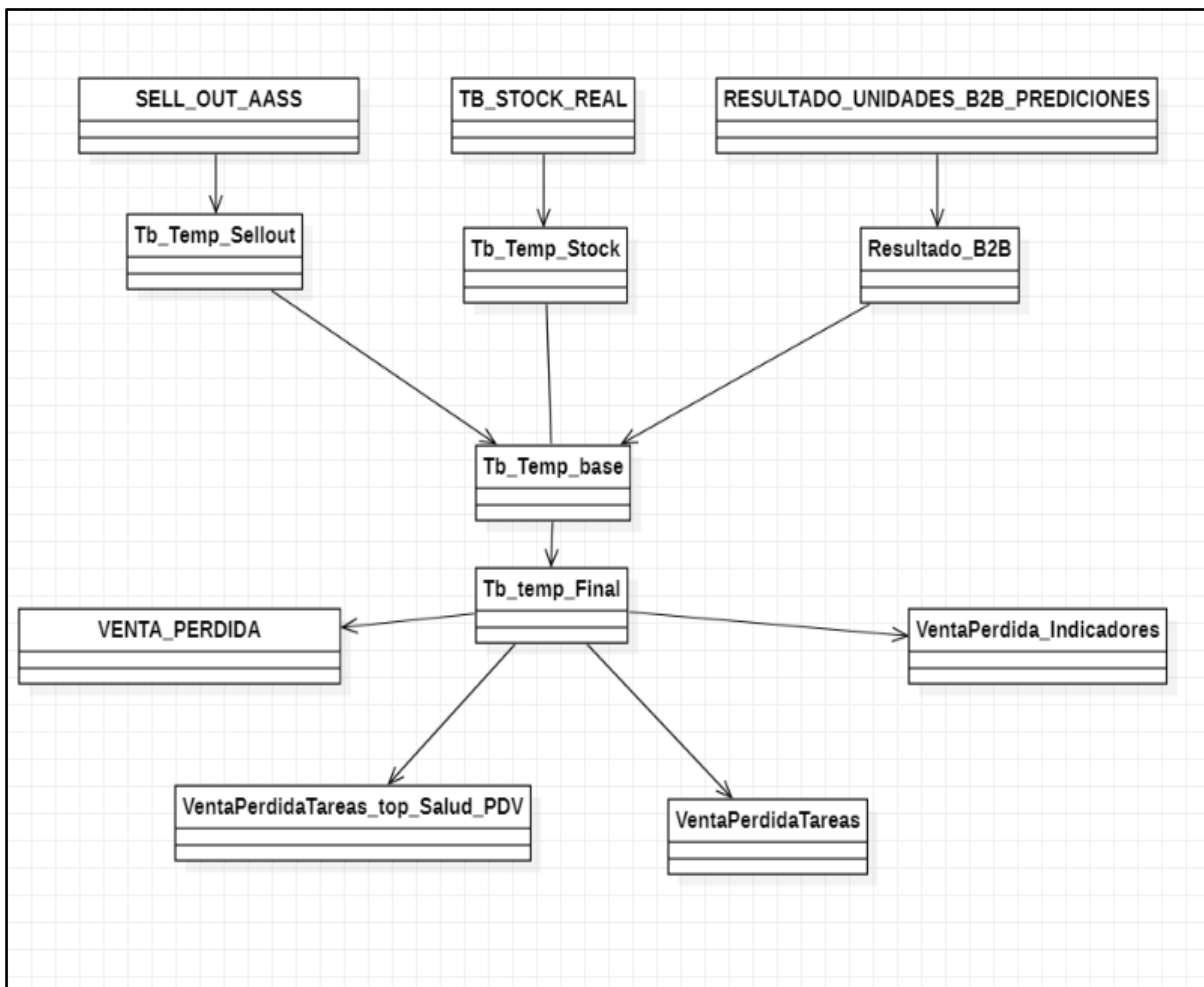 SELL_OUT_AASS
TB_STOCK_REAL
RESULTADO_UNIDADES_B2B_PREDICIONES
Tb_Temp_Sellout
Tb_Temp_Stock
Resultado_B2B
Tb_Temp_base
Tb_temp_Final
VENTA_PERDIDA
VentaPerdida_Indicadores
VentaPerdidaTareas_top_Salud_PDV
VentaPerdidaTareas